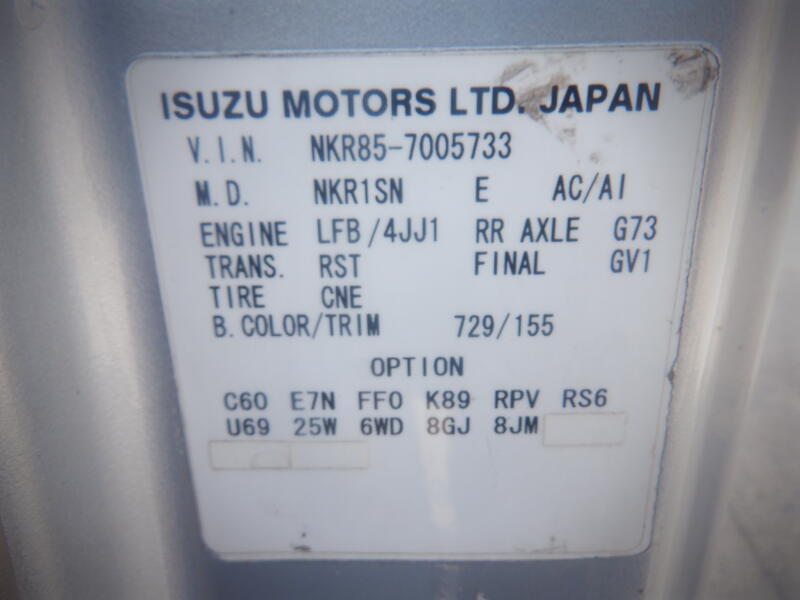 ISUZU MOTORS LTD. JAPAN
V.I.N. NKR85-7005733
M.D. NKR1SN E AC/AI
ENGINE LFB/4JJ1 RR AXLE G73
TRANS. RST FINAL GV1
TIRE CNE
B.COLOR/TRIM 729/155
OPTION
C60 E7N FF0 K89 RPV RS6
U69 25W 6WD 8GJ 8JM